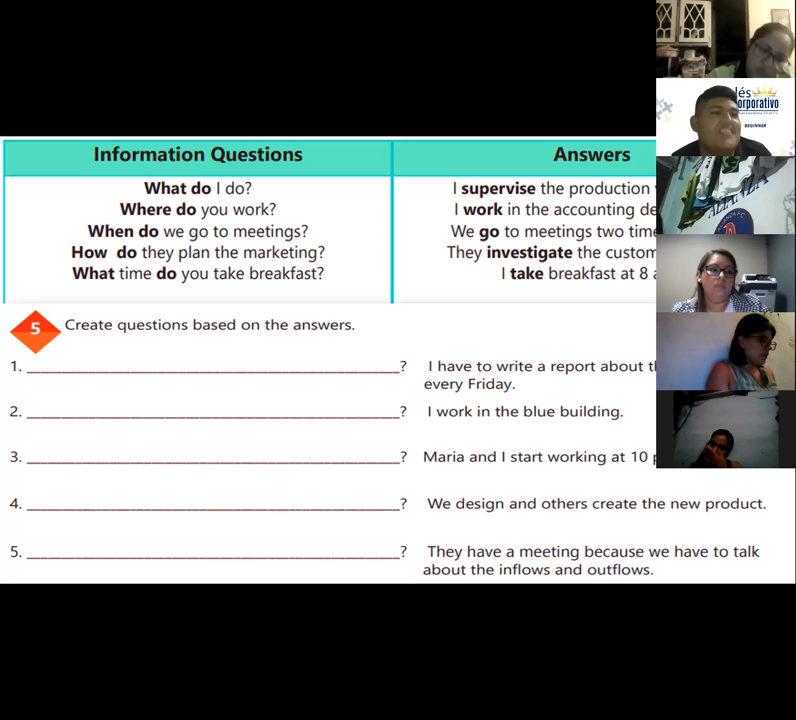 Information Questions
Answers
What do I do?
I supervise the production
Where do you work?
I work in the accounting
When do we go to meetings?
We go to meetings two
How do they plan the marketing?
They investigate the
What time do you take breakfast?
I take breakfast at 8
5 Create questions based on the answers.
1. ? I have to write a report about
every Friday.
2. ? I work in the blue building.
3. ? Maria and I start working at 10
4. ? We design and others create the new product.
5. ? They have a meeting because we have to talk
about the inflows and outflows.
BEGINNER